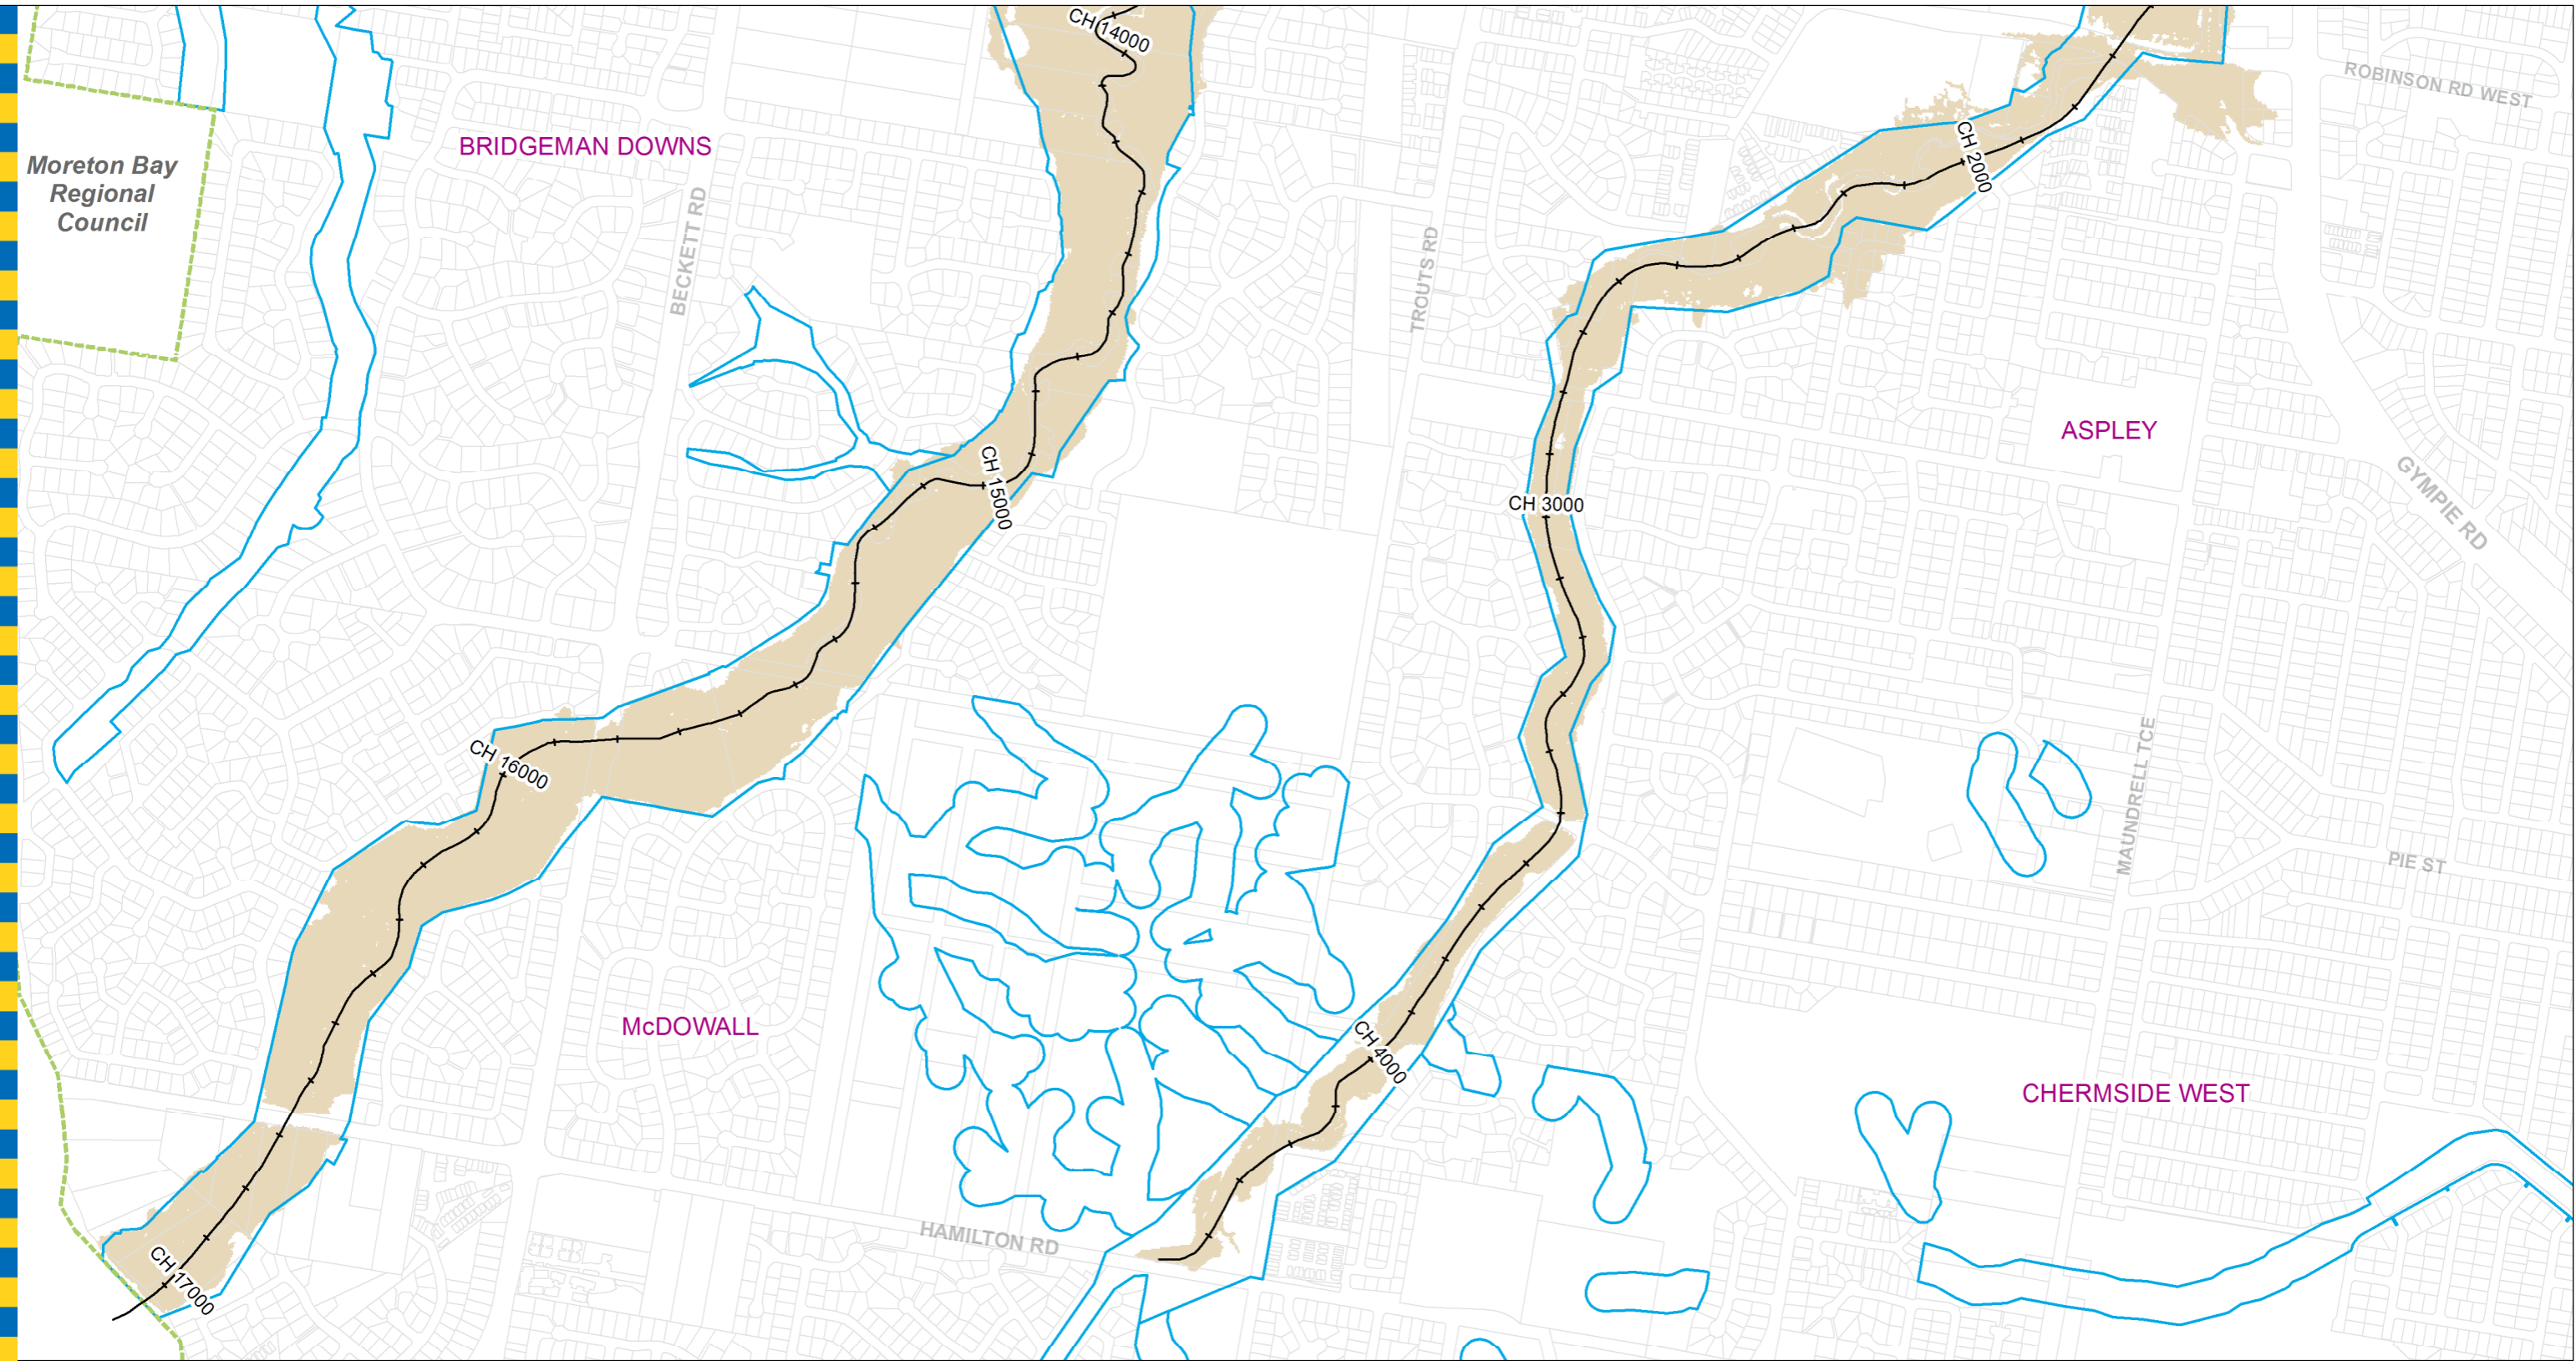 CH 14000
ROBINSON RD WEST
BRIDGEMAN DOWNS
CH 2000
Moreton Bay
Regional
Council
BECKETT RD
TROUTS RD
ASPLEY
GYMPIE RD
CH 15000
CH 3000
CH 16000
MAUNDRELL TCE
PIE ST
McDOWALL
CH 4000
CHERMSIDE WEST
HAMILTON RD
CH 17000